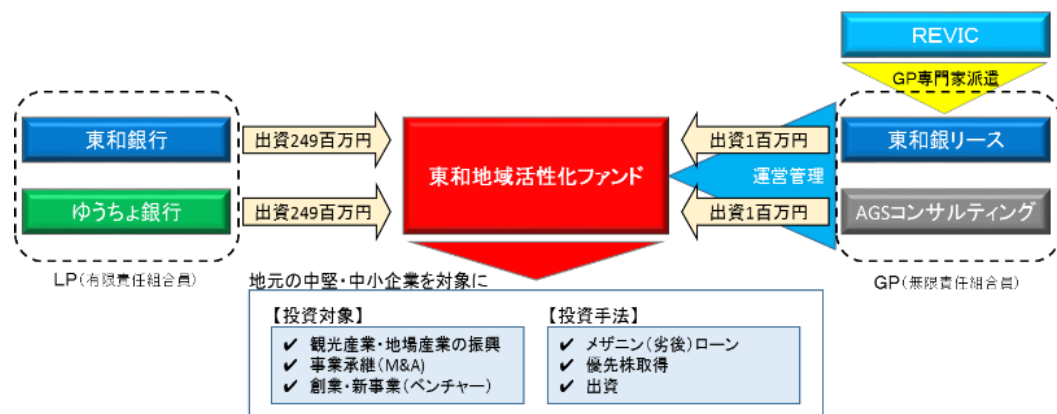 REVIC
GP専門家派遣
東和銀行
出資249百万円
東和地域活性化ファンド
出資1百万円
運営管理
東和銀リース
ゆうちょ銀行
出資249百万円
出資1百万円
AGSコンサルティング
LP(有限責任組合員)
GP(無限責任組合員)
地元の中堅・中小企業を対象に
【投資対象】
✔ 観光産業・地場産業の振興
✔ 事業承継(M&A)
✔ 創業・新事業(ベンチャー)
【投資手法】
✔ メザニン(劣後)ローン
✔ 優先株取得
✔ 出資